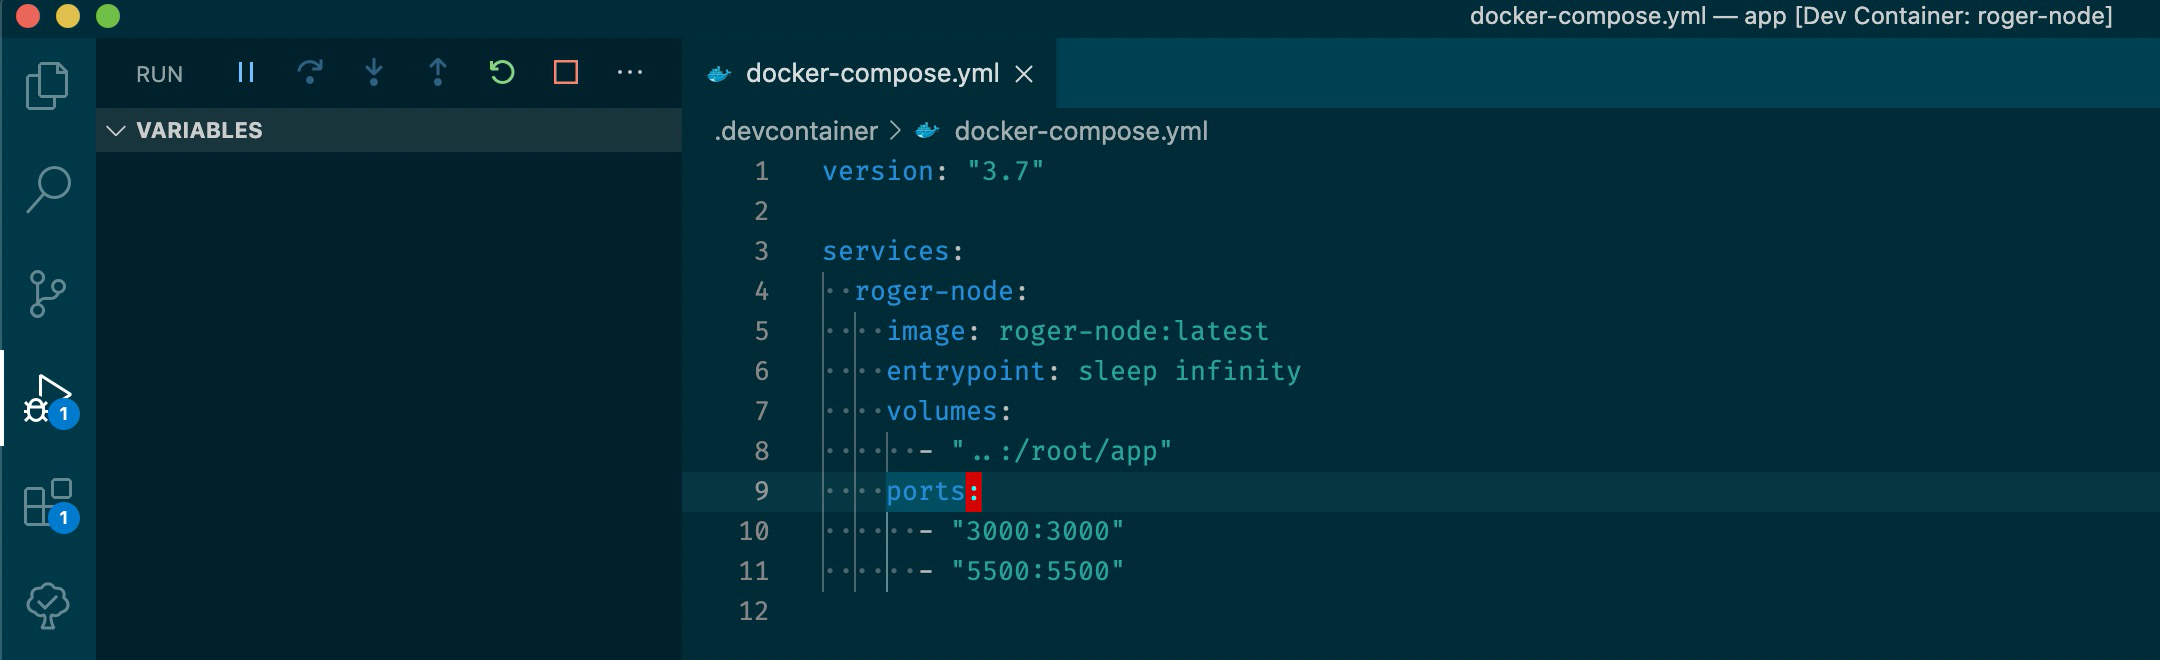 docker-compose.yml — app [Dev Container: roger-node]
RUN
docker-compose.yml
VARIABLES
.devcontainer > docker-compose.yml
1 version: "3.7"
2
3 services:
4 roger-node:
5 image: roger-node:latest
6 entrypoint: sleep infinity
7 volumes:
8 - "..:/root/app"
9 ports:
10 - "3000:3000"
11 - "5500:5500"
12
1
1